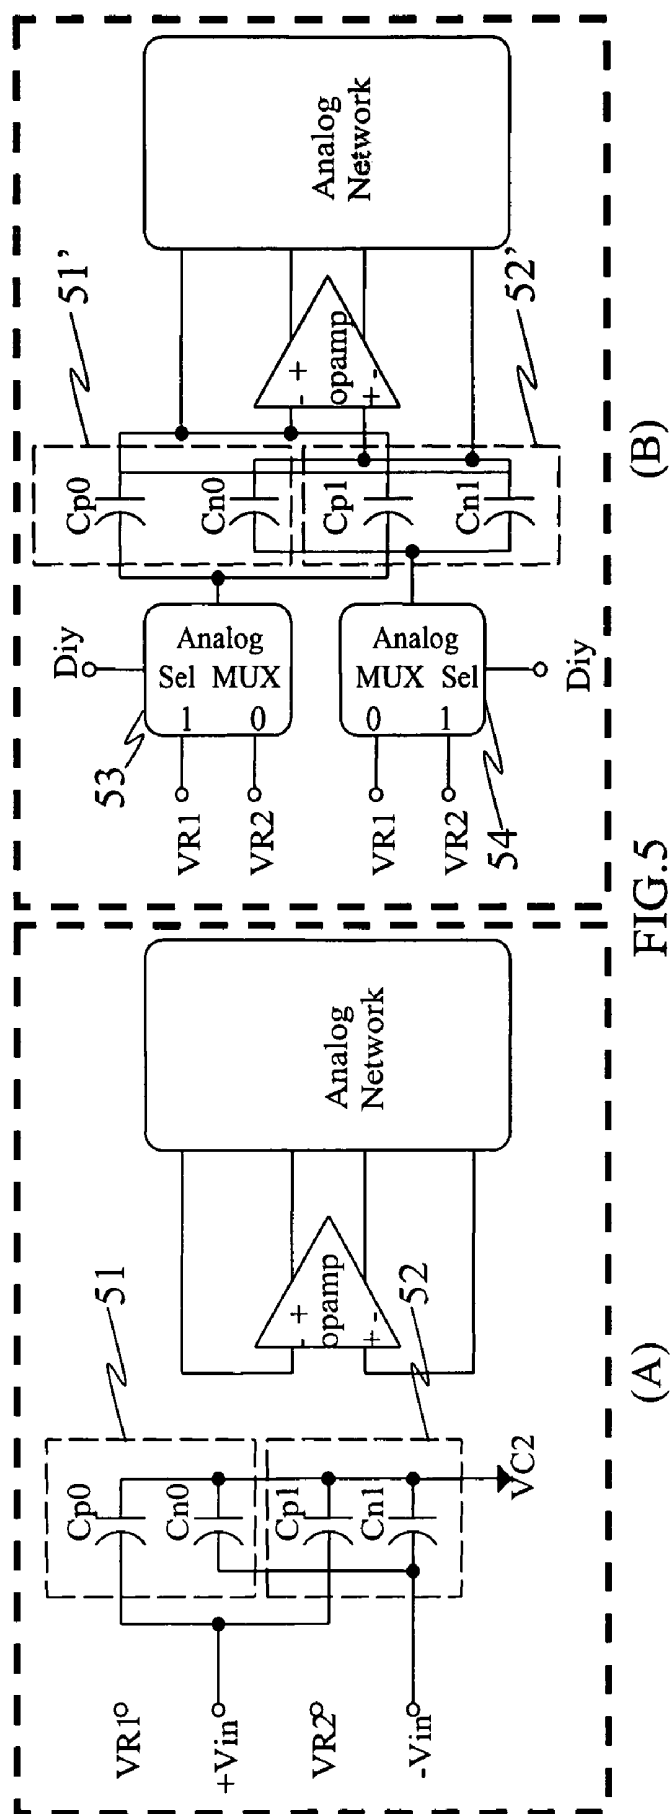 VR1
+Vin
VR2
-Vin
Cp0
Cn0
Cp1
Cn1
51
52
VC2
- +
opamp
+ -
Analog
Network
(A)
VR1
VR2
VR1
VR2
53
54
Diy
Analog
Sel MUX
1 0
Analog
MUX Sel
0 1
Diy
Cp0
Cn0
Cp1
Cn1
51'
52'
- +
opamp
+ -
Analog
Network
(B)
FIG.5